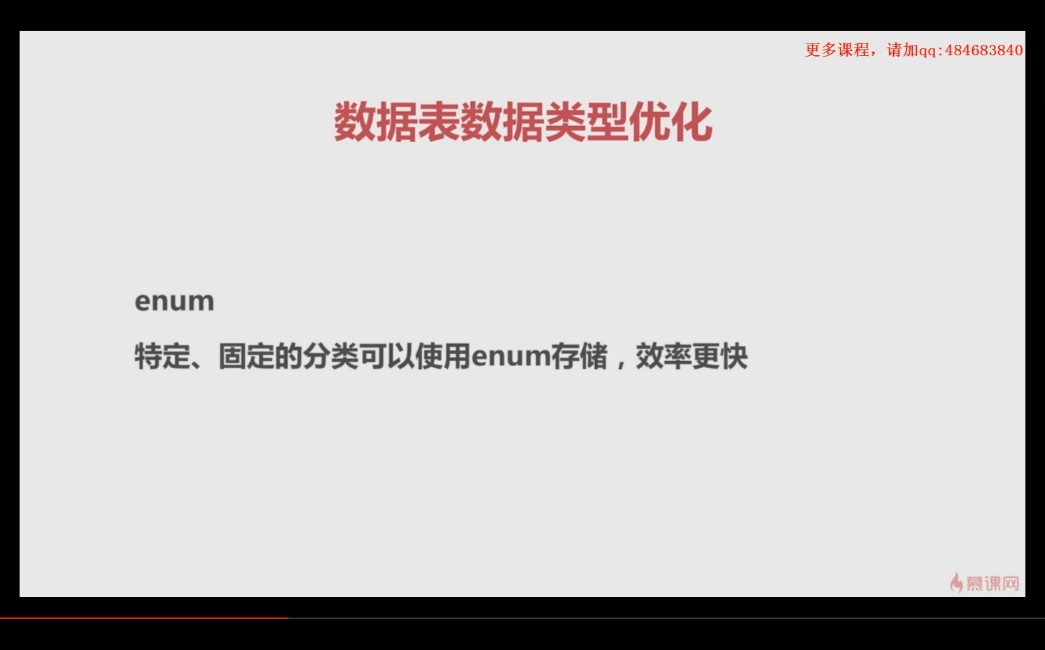 更多课程，请加qq:484683840
数据表数据类型优化
enum
特定、固定的分类可以使用enum存储，效率更快
慕课网